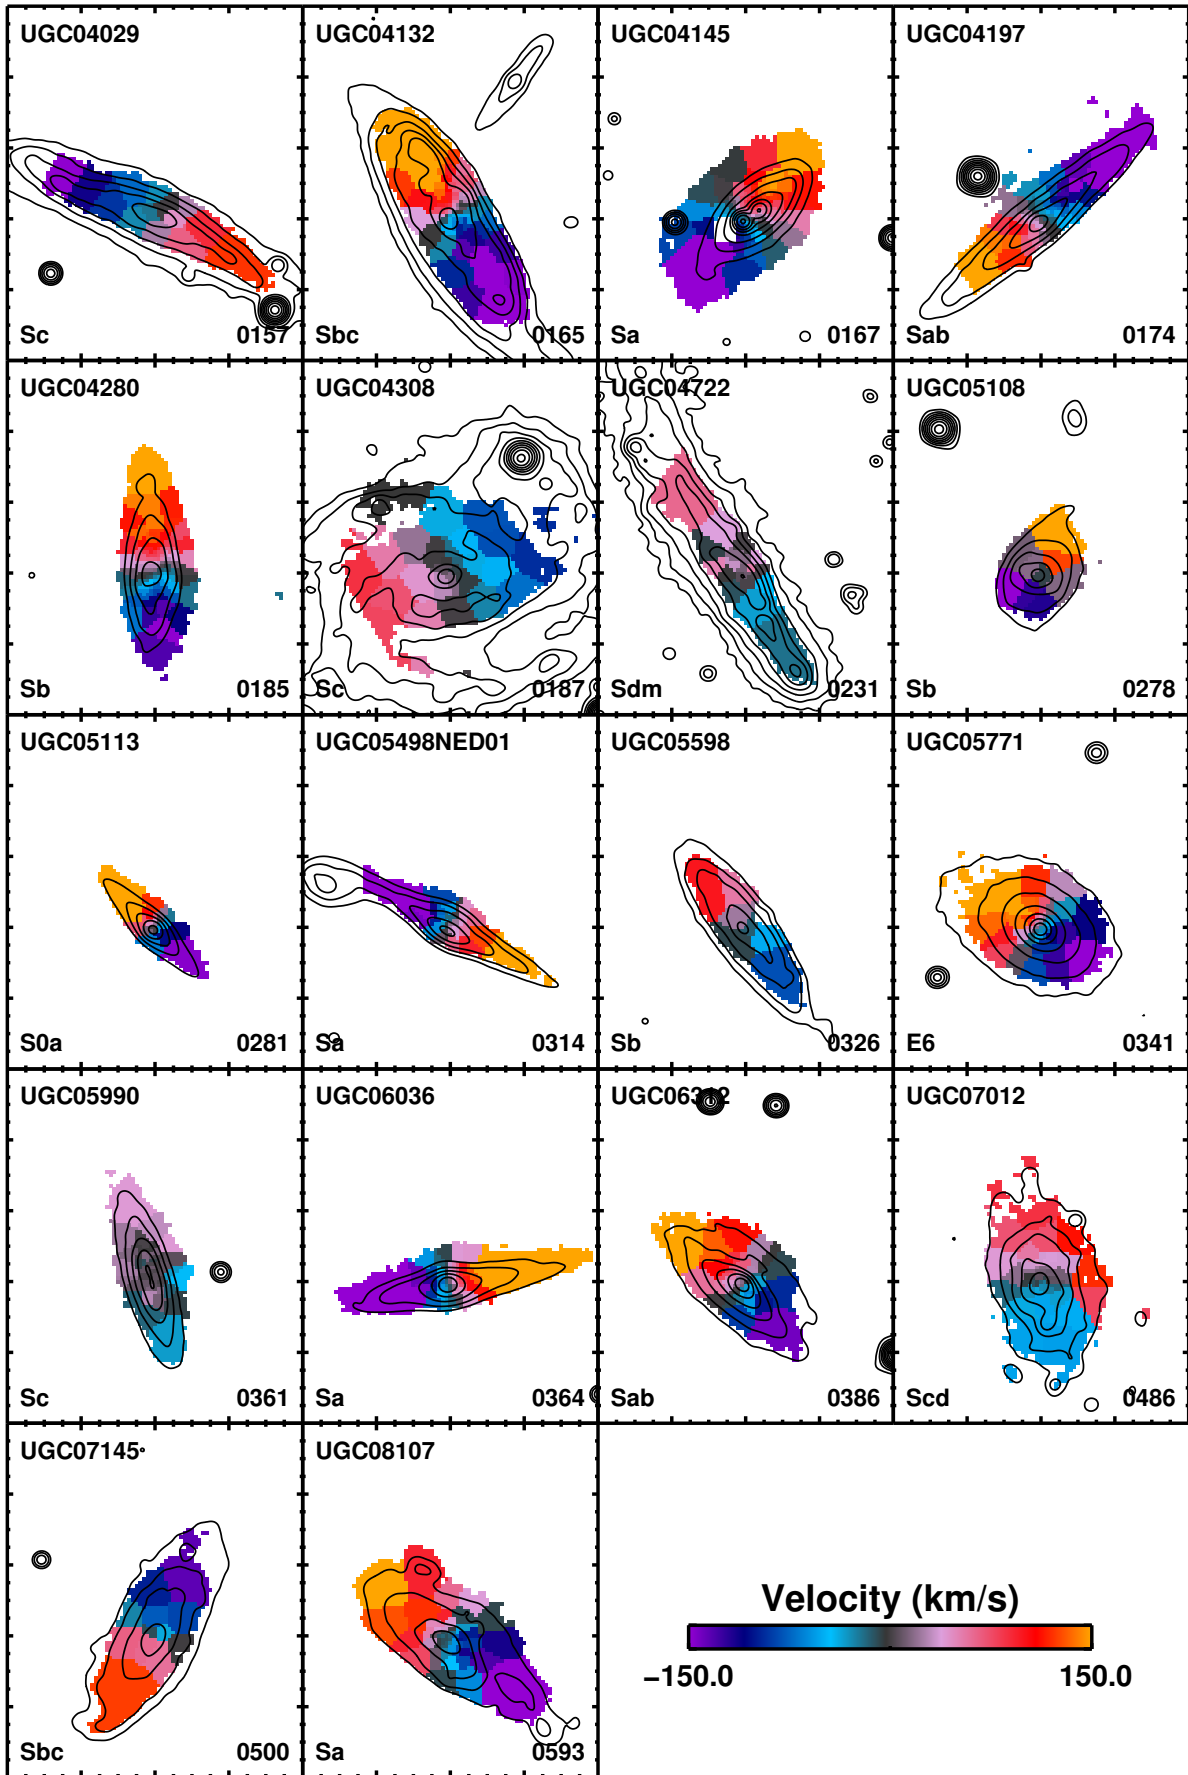 UGC04029 UGC04132 UGC04145 UGC04197
Sc 0157 Sbc 0165 Sa 0167 Sab 0174
UGC04280 UGC04308 UGC04722 UGC05108
Sb 0185 Sc 0187 Sdm 0231 Sb 0278
UGC05113 UGC05498NED01 UGC05598 UGC05771
S0a 0281 Sa 0314 Sb 0326 E6 0341
UGC05990 UGC06036 UGC06312 UGC07012
Sc 0361 Sa 0364 Sab 0386 Scd 0486
UGC07145 UGC08107
Velocity (km/s)
−150.0 150.0
Sbc 0500 Sa 0593